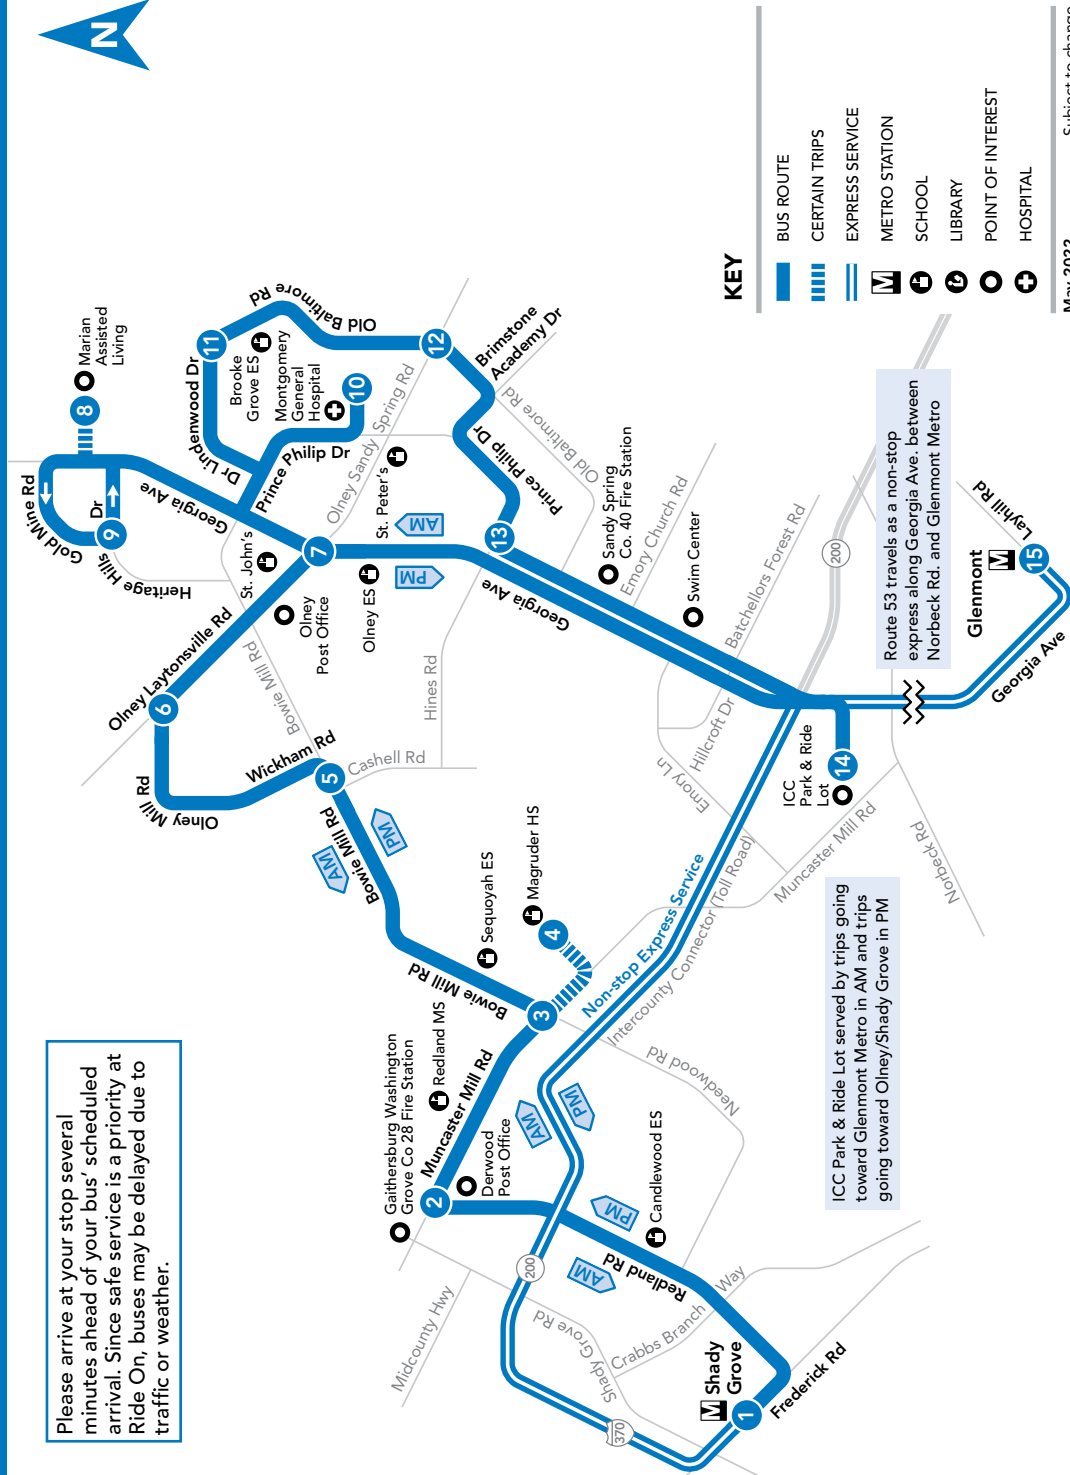 Please arrive at your stop several
minutes ahead of your bus' scheduled
arrival. Since safe service is a priority at
Ride On, buses may be delayed due to
traffic or weather.
N
Gold Mine Rd
Heritage Hills
Dr
9
8
Marian
Assisted
Living
Georgia Ave
Dr Lindenwood Dr
11
Brooke
Grove ES
Montgomery
General
Hospital
10
Prince Philip Dr
Old Baltimore Rd
12
Olney Sandy Spring Rd
Brimstone
Academy Dr
Old Baltimore Rd
Prince Philip Dr
13
St. Peter's
AM
PM
7
St. John's
Olney
Post Office
Olney ES
Olney Laytonsville Rd
6
Olney Mill Rd
Wickham Rd
Bowie Mill Rd
5
Cashell Rd
Hines Rd
Georgia Ave
Sandy Spring
Co. 40 Fire Station
Emory Church Rd
Swim Center
Batchellors Forest Rd
Hillcroft Dr
Emory Ln
200
Bowie Mill Rd
AM
PM
Bowie Mill Rd
Sequoyah ES
Magruder HS
4
3
Gaithersburg Washington
Grove Co 28 Fire Station
Redland MS
Muncaster Mill Rd
2
Derwood
Post Office
Non-stop Express Service
Intercounty Connector (Toll Road)
Needwood Rd
AM
PM
Candlewood ES
PM
AM
Redland Rd
200
Midcounty Hwy
Shady Grove Rd
Crabbs Branch Way
370
Shady
Grove
M
1
Frederick Rd
ICC
Park & Ride
Lot
14
Muncaster Mill Rd
Norbeck Rd
Georgia Ave
Glenmont
M
15
Layhill Rd
Route 53 travels as a non-stop
express along Georgia Ave. between
Norbeck Rd. and Glenmont Metro
ICC Park & Ride Lot served by trips going
toward Glenmont Metro in AM and trips
going toward Olney/Shady Grove in PM
KEY
BUS ROUTE
CERTAIN TRIPS
EXPRESS SERVICE
M METRO STATION
SCHOOL
LIBRARY
POINT OF INTEREST
HOSPITAL
May 2022
Subject to change